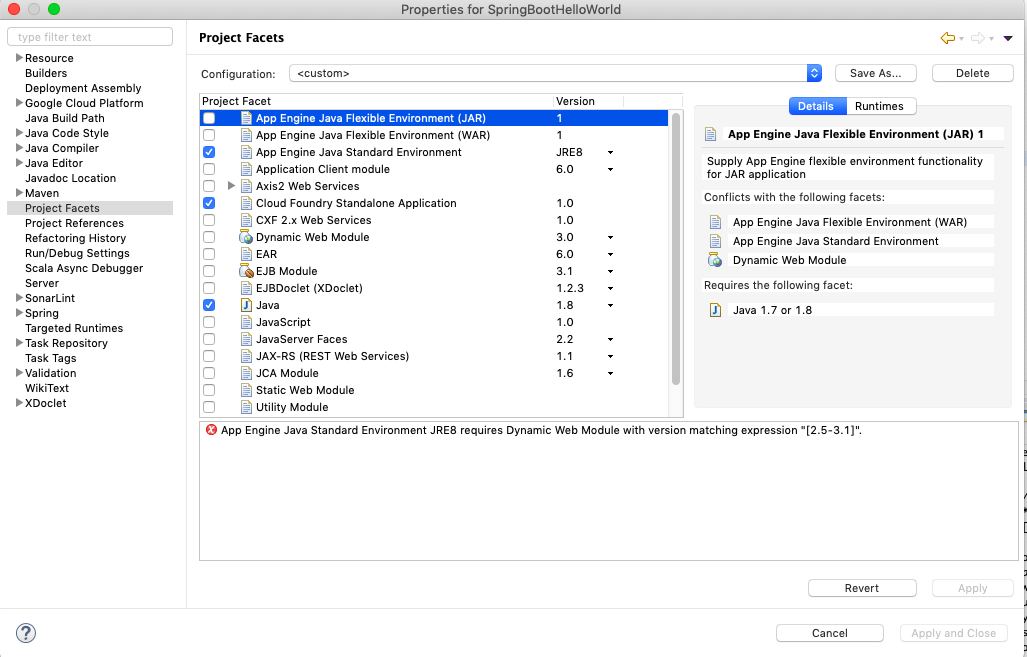 Properties for SpringBootHelloWorld
type filter text
Resource
Builders
Deployment Assembly
Google Cloud Platform
Java Build Path
Java Code Style
Java Compiler
Java Editor
Javadoc Location
Maven
Project Facets
Project References
Refactoring History
Run/Debug Settings
Scala Async Debugger
Server
SonarLint
Spring
Targeted Runtimes
Task Repository
Task Tags
Validation
WikiText
XDoclet
Project Facets
Configuration: <custom> Save As... Delete
Project Facet Version
App Engine Java Flexible Environment (JAR) 1
App Engine Java Flexible Environment (WAR) 1
App Engine Java Standard Environment JRE8
Application Client module 6.0
Axis2 Web Services
Cloud Foundry Standalone Application 1.0
CXF 2.x Web Services 1.0
Dynamic Web Module 3.0
EAR 6.0
EJB Module 3.1
EJBDoclet (XDoclet) 1.2.3
Java 1.8
JavaScript 1.0
JavaServer Faces 2.2
JAX-RS (REST Web Services) 1.1
JCA Module 1.6
Static Web Module
Utility Module
Details Runtimes
App Engine Java Flexible Environment (JAR) 1
Supply App Engine flexible environment functionality
for JAR application
Conflicts with the following facets:
App Engine Java Flexible Environment (WAR)
App Engine Java Standard Environment
Dynamic Web Module
Requires the following facet:
Java 1.7 or 1.8
App Engine Java Standard Environment JRE8 requires Dynamic Web Module with version matching expression "[2.5-3.1]".
Revert Apply
? Cancel Apply and Close